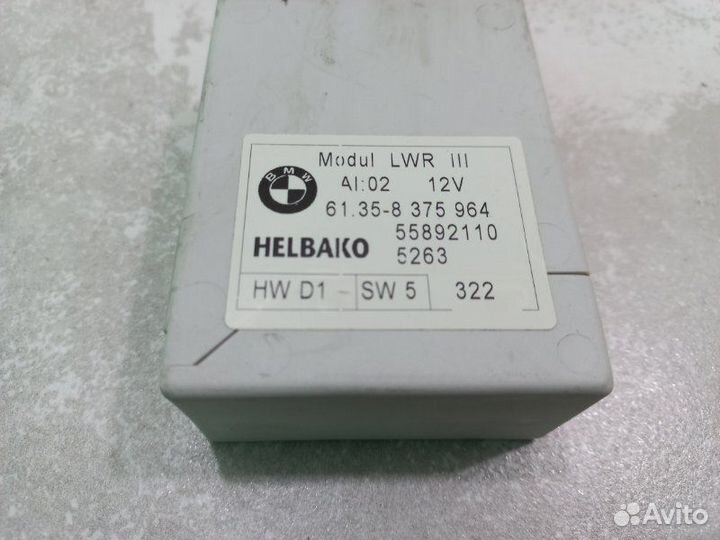 BMW
Modul LWR III
AI:02 12V
61.35-8 375 964
55892110
HELBAKO 5263
HW D1 - SW 5 322
Avito